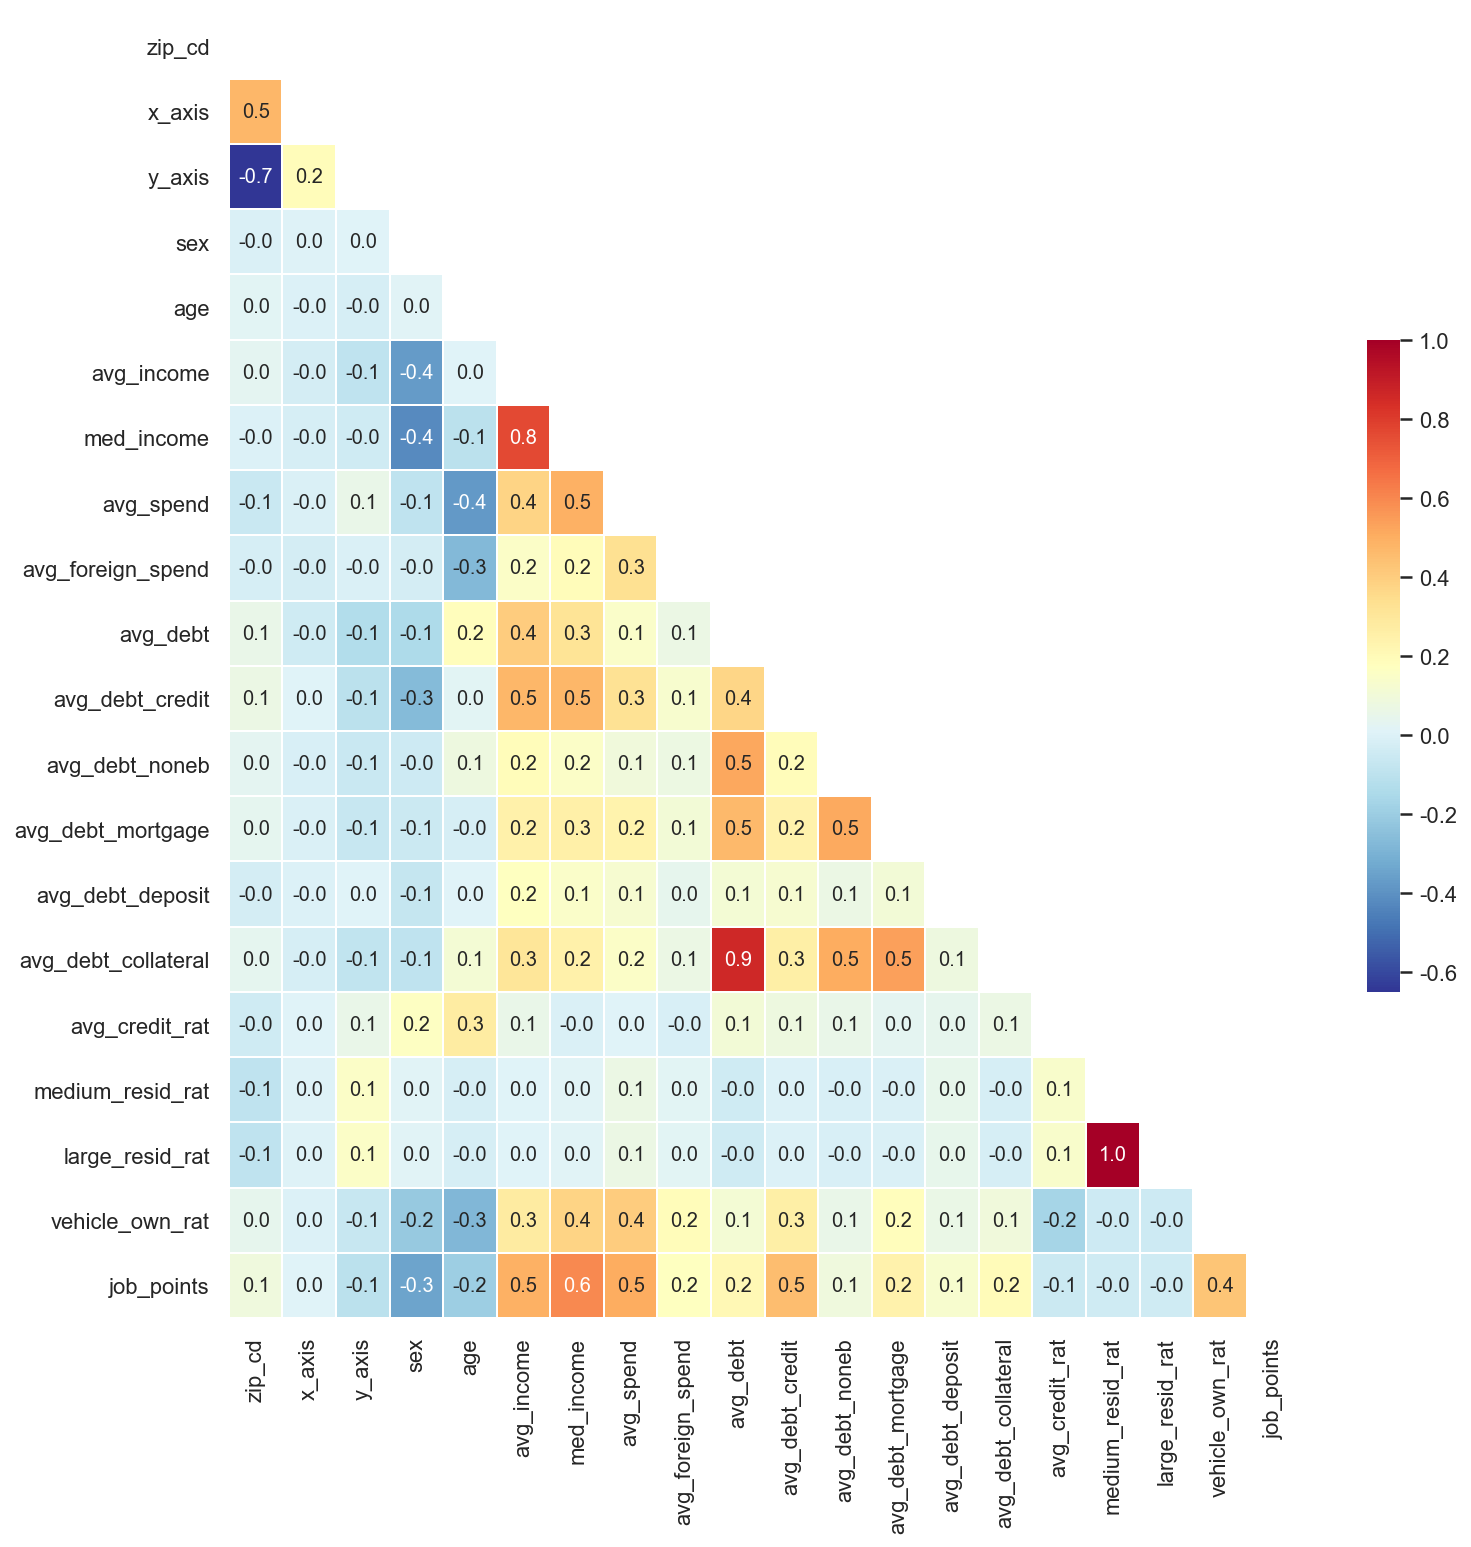 zip_cd
x_axis 0.5
y_axis -0.7 0.2
sex -0.0 0.0 0.0
age 0.0 -0.0 -0.0 0.0
avg_income 0.0 -0.0 -0.1 -0.4 0.0
med_income -0.0 -0.0 -0.0 -0.4 -0.1 0.8
avg_spend -0.1 -0.0 0.1 -0.1 -0.4 0.4 0.5
avg_foreign_spend -0.0 -0.0 -0.0 -0.0 -0.3 0.2 0.2 0.3
avg_debt 0.1 -0.0 -0.1 -0.1 0.2 0.4 0.3 0.1 0.1
avg_debt_credit 0.1 0.0 -0.1 -0.3 0.0 0.5 0.5 0.3 0.1 0.4
avg_debt_noneb 0.0 -0.0 -0.1 -0.0 0.1 0.2 0.2 0.1 0.1 0.5 0.2
avg_debt_mortgage 0.0 -0.0 -0.1 -0.1 -0.0 0.2 0.3 0.2 0.1 0.5 0.2 0.5
avg_debt_deposit -0.0 -0.0 0.0 -0.1 0.0 0.2 0.1 0.1 0.0 0.1 0.1 0.1 0.1
avg_debt_collateral 0.0 -0.0 -0.1 -0.1 0.1 0.3 0.2 0.2 0.1 0.9 0.3 0.5 0.5 0.1
avg_credit_rat -0.0 0.0 0.1 0.2 0.3 0.1 -0.0 0.0 -0.0 0.1 0.1 0.1 0.0 0.0 0.1
medium_resid_rat -0.1 0.0 0.1 0.0 -0.0 0.0 0.0 0.1 0.0 -0.0 0.0 -0.0 -0.0 0.0 -0.0 0.1
large_resid_rat -0.1 0.0 0.1 0.0 -0.0 0.0 0.0 0.1 0.0 -0.0 0.0 -0.0 -0.0 0.0 -0.0 0.1 1.0
vehicle_own_rat 0.0 0.0 -0.1 -0.2 -0.3 0.3 0.4 0.4 0.2 0.1 0.3 0.1 0.2 0.1 0.1 -0.2 -0.0 -0.0
job_points 0.1 0.0 -0.1 -0.3 -0.2 0.5 0.6 0.5 0.2 0.2 0.5 0.1 0.2 0.1 0.2 -0.1 -0.0 -0.0 0.4
zip_cd
x_axis
y_axis
sex
age
avg_income
med_income
avg_spend
avg_foreign_spend
avg_debt
avg_debt_credit
avg_debt_noneb
avg_debt_mortgage
avg_debt_deposit
avg_debt_collateral
avg_credit_rat
medium_resid_rat
large_resid_rat
vehicle_own_rat
job_points
1.0
0.8
0.6
0.4
0.2
0.0
-0.2
-0.4
-0.6